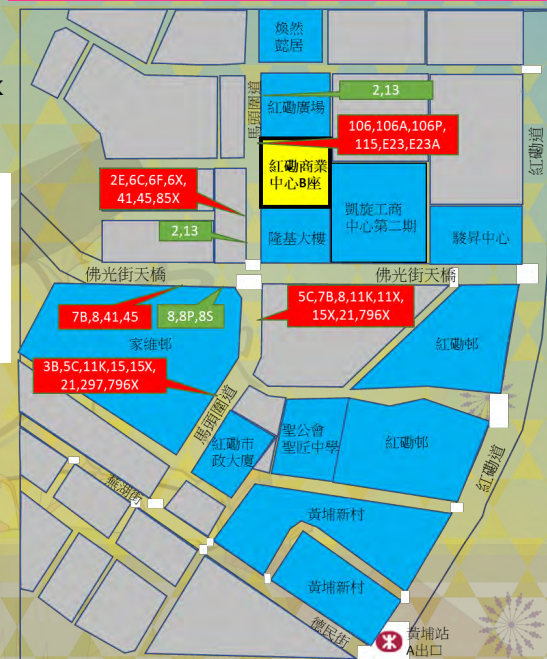 煥然
懿居
2,13
紅磡廣場
馬頭圍道
紅磡道
106,106A,106P,
115,E23,E23A
紅磡商業
中心B座
2E,6C,6F,6X,
41,45,85X
凱旋工商
中心第二期
2,13
隆基大樓
駿昇中心
佛光街天橋
佛光街天橋
7B,8,41,45
8,8P,8S
5C,7B,8,11K,11X,
15X,21,796X
家維邨
紅磡邨
3B,5C,11K,15,15X,
21,297,796X
馬頭圍道
紅磡市
政大廈
聖公會
聖匠中學
紅磡邨
紅磡道
蕪湖街
黃埔新村
黃埔新村
德民街
黃埔站
A出口